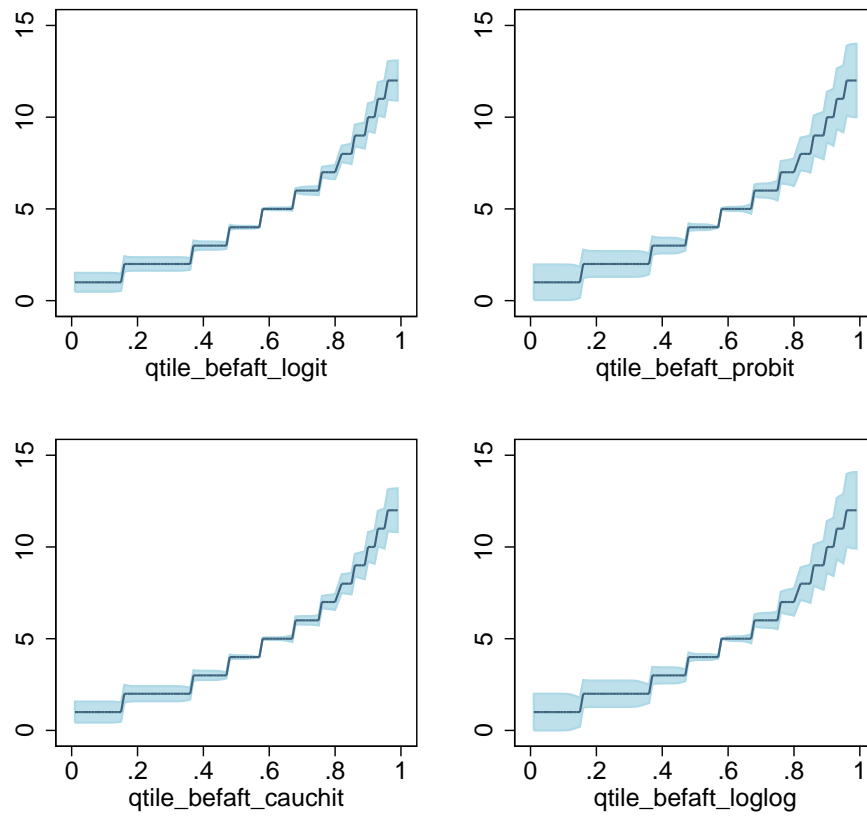 15
10
5
0
0 .2 .4 .6 .8 1
qtile_befaft_logit
15
10
5
0
0 .2 .4 .6 .8 1
qtile_befaft_probit
15
10
5
0
0 .2 .4 .6 .8 1
qtile_befaft_cauchit
15
10
5
0
0 .2 .4 .6 .8 1
qtile_befaft_loglog